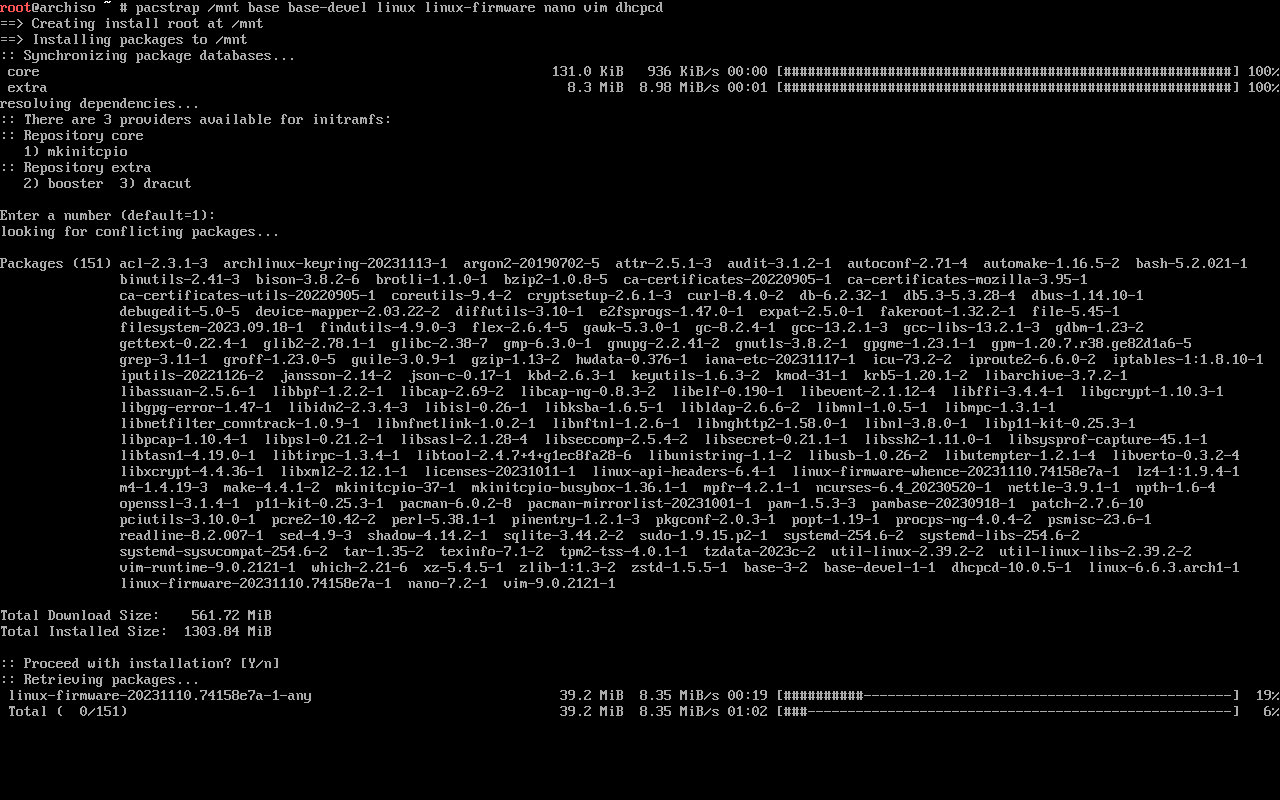 root@archiso ~ # pacstrap /mnt base base-devel linux linux-firmware nano vim dhcpcd
==> Creating install root at /mnt
==> Installing packages to /mnt
:: Synchronizing package databases...
 core 131.0 KiB 936 KiB/s 00:00 [########################################################] 100%
 extra 8.3 MiB 8.98 MiB/s 00:01 [########################################################] 100%
resolving dependencies...
:: There are 3 providers available for initramfs:
:: Repository core
   1) mkinitcpio
:: Repository extra
   2) booster  3) dracut
Enter a number (default=1):
looking for conflicting packages...
Packages (151) acl-2.3.1-3  archlinux-keyring-20231113-1  argon2-20190702-5  attr-2.5.1-3  audit-3.1.2-1  autoconf-2.71-4  automake-1.16.5-2  bash-5.2.021-1
binutils-2.41-3  bison-3.8.2-6  brotli-1.1.0-1  bzip2-1.0.8-5  ca-certificates-20220905-1  ca-certificates-mozilla-3.95-1
ca-certificates-utils-20220905-1  coreutils-9.4-2  cryptsetup-2.6.1-3  curl-8.4.0-2  db-6.2.32-1  db5.3-5.3.28-4  dbus-1.14.10-1
debugedit-5.0-5  device-mapper-2.03.22-2  diffutils-3.10-1  e2fsprogs-1.47.0-1  expat-2.5.0-1  fakeroot-1.32.2-1  file-5.45-1
filesystem-2023.09.18-1  findutils-4.9.0-3  flex-2.6.4-5  gawk-5.3.0-1  gc-8.2.4-1  gcc-13.2.1-3  gcc-libs-13.2.1-3  gdbm-1.23-2
gettext-0.22.4-1  glib2-2.78.1-1  glibc-2.38-7  gmp-6.3.0-1  gnupg-2.2.41-2  gnutls-3.8.2-1  gpgme-1.23.1-1  gpm-1.20.7.r38.ge82d1a6-5
grep-3.11-1  groff-1.23.0-5  guile-3.0.9-1  gzip-1.13-2  hwdata-0.376-1  iana-etc-20231117-1  icu-73.2-2  iproute2-6.6.0-2  iptables-1:1.8.10-1
iputils-20221126-2  jansson-2.14-2  json-c-0.17-1  kbd-2.6.3-1  keyutils-1.6.3-2  kmod-31-1  krb5-1.20.1-2  libarchive-3.7.2-1
libassuan-2.5.6-1  libbpf-1.2.2-1  libcap-2.69-2  libcap-ng-0.8.3-2  libelf-0.190-1  libevent-2.1.12-4  libffi-3.4.4-1  libgcrypt-1.10.3-1
libgpg-error-1.47-1  libidn2-2.3.4-3  libisl-0.26-1  libksba-1.6.5-1  libldap-2.6.6-2  libmnl-1.0.5-1  libmpc-1.3.1-1
libnetfilter_conntrack-1.0.9-1  libnfnetlink-1.0.2-1  libnftnl-1.2.6-1  libnghttp2-1.58.0-1  libnl-3.8.0-1  libp11-kit-0.25.3-1
libpcap-1.10.4-1  libpsl-0.21.2-1  libsasl-2.1.28-4  libseccomp-2.5.4-2  libsecret-0.21.1-1  libssh2-1.11.0-1  libsysprof-capture-45.1-1
libtasn1-4.19.0-1  libtirpc-1.3.4-1  libtool-2.4.7+4+g1ec8fa28-6  libunistring-1.1-2  libusb-1.0.26-2  libutempter-1.2.1-4  libverto-0.3.2-4
libxcrypt-4.4.36-1  libxml2-2.12.1-1  licenses-20231011-1  linux-api-headers-6.4-1  linux-firmware-whence-20231110.74158e7a-1  lz4-1:1.9.4-1
m4-1.4.19-3  make-4.4.1-2  mkinitcpio-37-1  mkinitcpio-busybox-1.36.1-1  mpfr-4.2.1-1  ncurses-6.4_20230520-1  nettle-3.9.1-1  npth-1.6-4
openssl-3.1.4-1  p11-kit-0.25.3-1  pacman-6.0.2-8  pacman-mirrorlist-20231001-1  pam-1.5.3-3  pambase-20230918-1  patch-2.7.6-10
pciutils-3.10.0-1  pcre2-10.42-2  perl-5.38.1-1  pinentry-1.2.1-3  pkgconf-2.0.3-1  popt-1.19-1  procps-ng-4.0.4-2  psmisc-23.6-1
readline-8.2.007-1  sed-4.9-3  shadow-4.14.2-1  sqlite-3.44.2-2  sudo-1.9.15.p2-1  systemd-254.6-2  systemd-libs-254.6-2
systemd-sysvcompat-254.6-2  tar-1.35-2  texinfo-7.1-2  tpm2-tss-4.0.1-1  tzdata-2023c-2  util-linux-2.39.2-2  util-linux-libs-2.39.2-2
vim-runtime-9.0.2121-1  which-2.21-6  xz-5.4.5-1  zlib-1:1.3-2  zstd-1.5.5-1  base-3-2  base-devel-1-1  dhcpcd-10.0.5-1  linux-6.6.3.arch1-1
linux-firmware-20231110.74158e7a-1  nano-7.2-1  vim-9.0.2121-1
Total Download Size:    561.72 MiB
Total Installed Size:  1303.84 MiB
:: Proceed with installation? [Y/n]
:: Retrieving packages...
 linux-firmware-20231110.74158e7a-1-any 39.2 MiB 8.35 MiB/s 00:19 [##########----------------------------------------------] 19%
 Total (  0/151) 39.2 MiB 8.35 MiB/s 01:02 [###-----------------------------------------------------] 6%